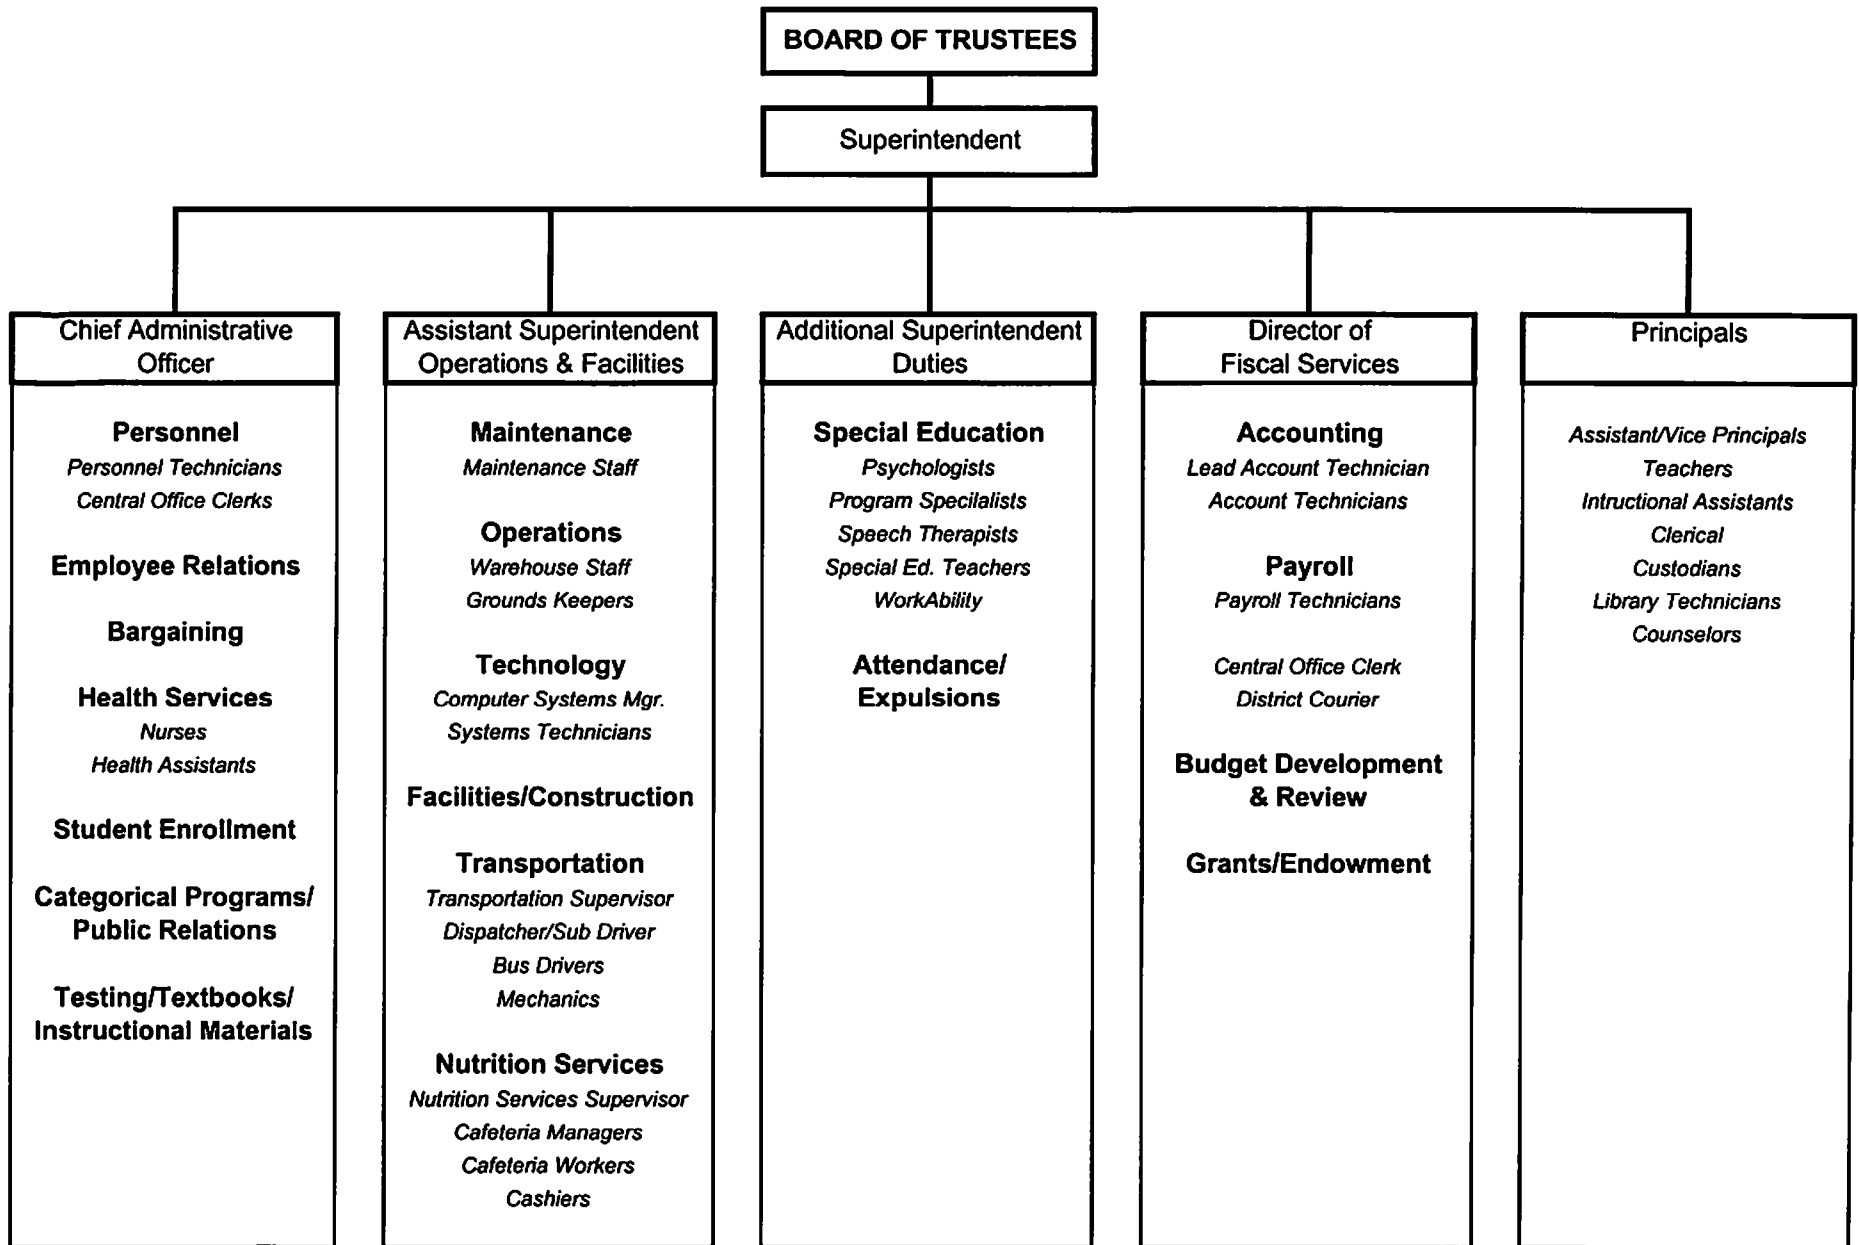 BOARD OF TRUSTEES
Superintendent
Chief Administrative
Officer
Personnel
Personnel Technicians
Central Office Clerks
Employee Relations
Bargaining
Health Services
Nurses
Health Assistants
Student Enrollment
Categorical Programs/
Public Relations
Testing/Textbooks/
Instructional Materials
Assistant Superintendent
Operations & Facilities
Maintenance
Maintenance Staff
Operations
Warehouse Staff
Grounds Keepers
Technology
Computer Systems Mgr.
Systems Technicians
Facilities/Construction
Transportation
Transportation Supervisor
Dispatcher/Sub Driver
Bus Drivers
Mechanics
Nutrition Services
Nutrition Services Supervisor
Cafeteria Managers
Cafeteria Workers
Cashiers
Additional Superintendent
Duties
Special Education
Psychologists
Program Specilalists
Speech Therapists
Special Ed. Teachers
WorkAbility
Attendance/
Expulsions
Director of
Fiscal Services
Accounting
Lead Account Technician
Account Technicians
Payroll
Payroll Technicians
Central Office Clerk
District Courier
Budget Development
& Review
Grants/Endowment
Principals
Assistant/Vice Principals
Teachers
Intructional Assistants
Clerical
Custodians
Library Technicians
Counselors